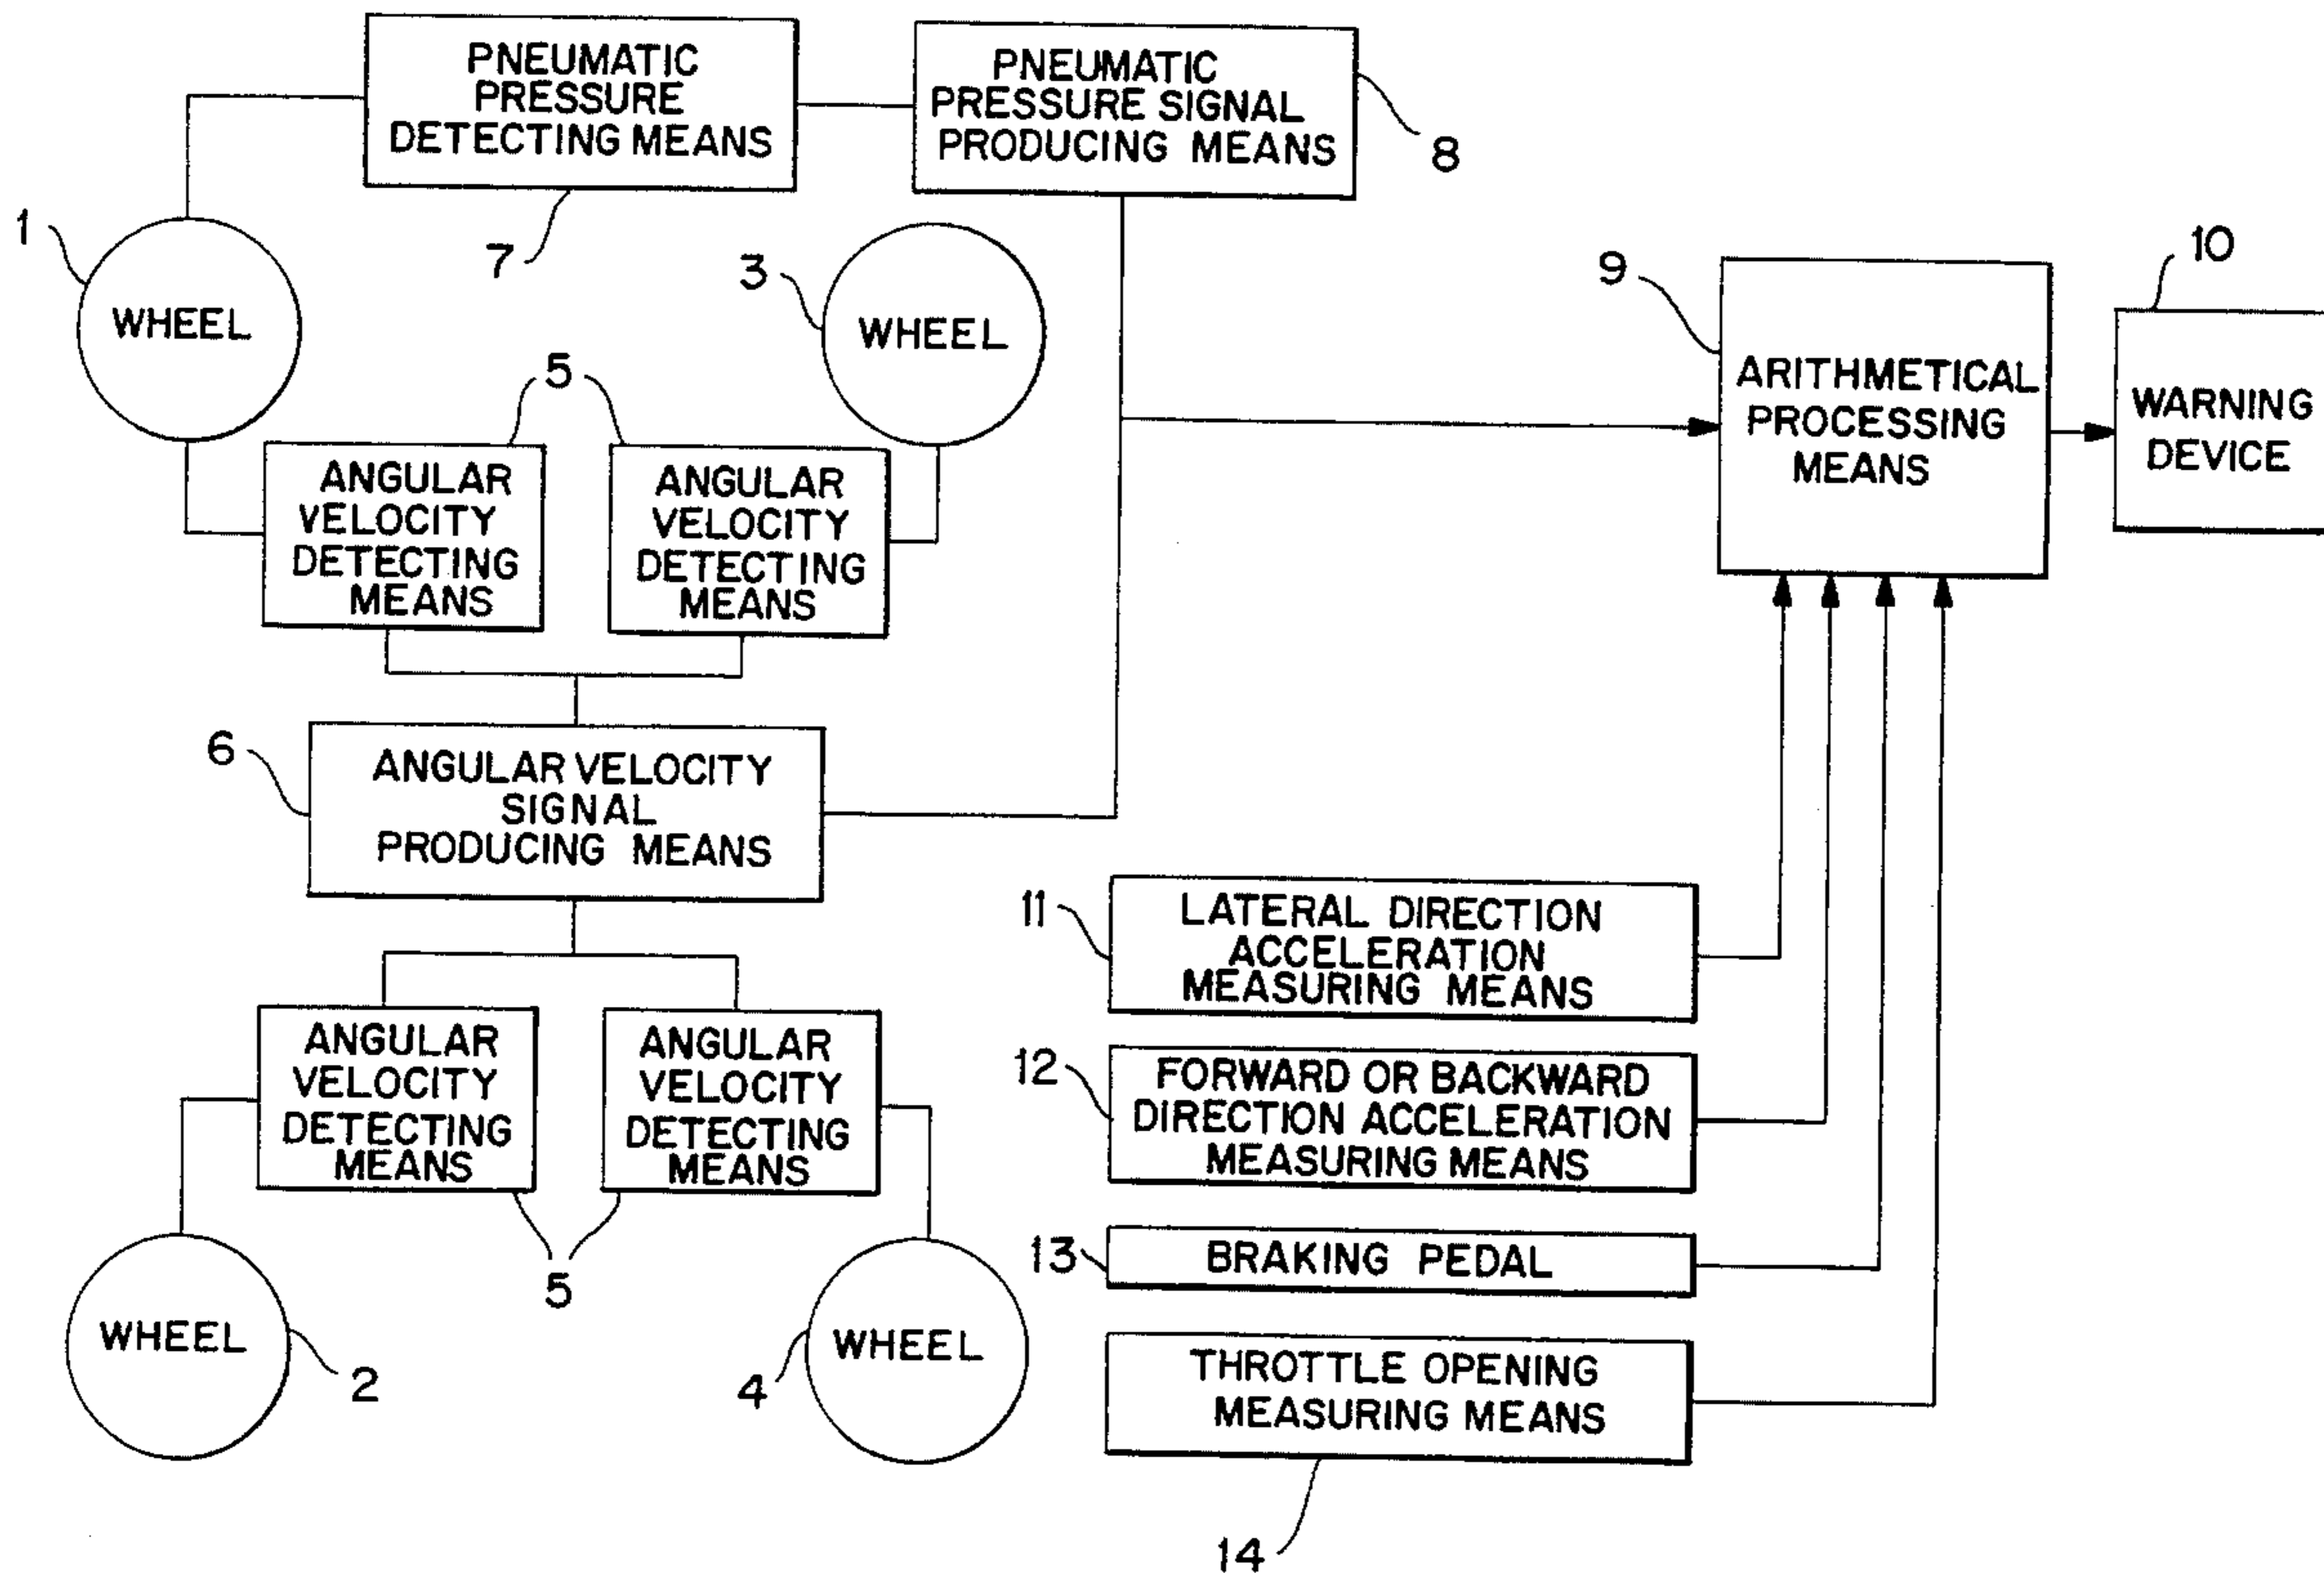 PNEUMATIC
PRESSURE
DETECTING MEANS
7
PNEUMATIC
PRESSURE SIGNAL
PRODUCING MEANS
8
1
WHEEL
3
WHEEL
5
ANGULAR
VELOCITY
DETECTING
MEANS
ANGULAR
VELOCITY
DETECTING
MEANS
9
ARITHMETICAL
PROCESSING
MEANS
10
WARNING
DEVICE
6
ANGULAR VELOCITY
SIGNAL
PRODUCING MEANS
ANGULAR
VELOCITY
DETECTING
MEANS
ANGULAR
VELOCITY
DETECTING
MEANS
5
WHEEL
2
4
WHEEL
11
LATERAL DIRECTION
ACCELERATION
MEASURING MEANS
12
FORWARD OR BACKWARD
DIRECTION ACCELERATION
MEASURING MEANS
13
BRAKING PEDAL
THROTTLE OPENING
MEASURING MEANS
14